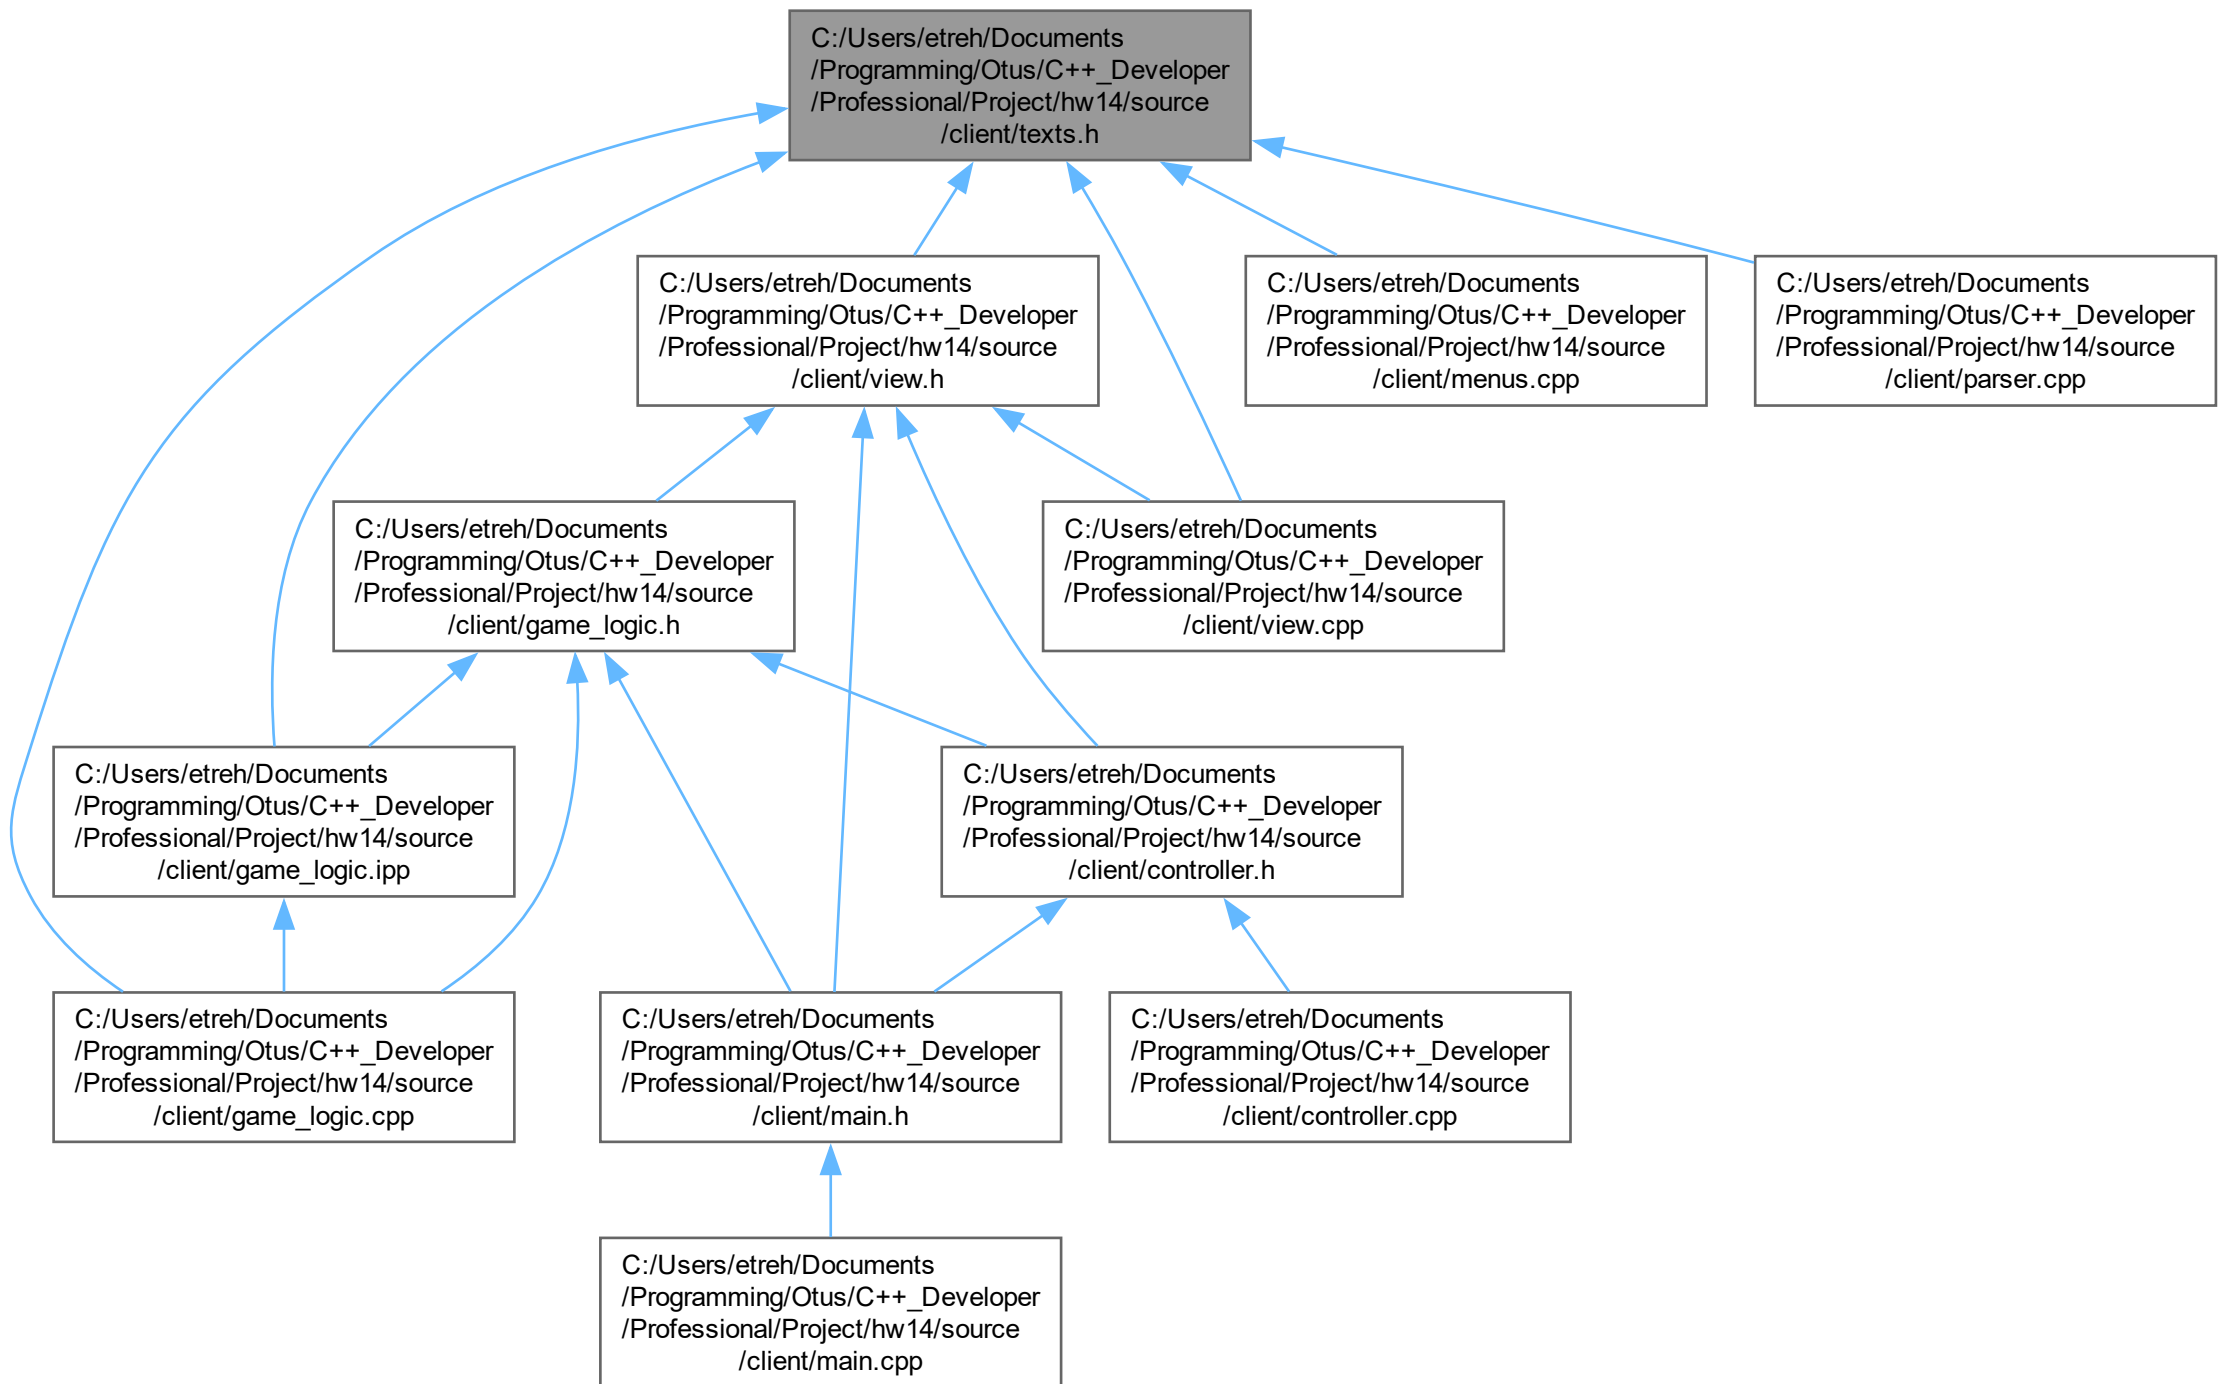 C:/Users/etreh/Documents
/Programming/Otus/C++_Developer
/Professional/Project/hw14/source
/client/texts.h
C:/Users/etreh/Documents
/Programming/Otus/C++_Developer
/Professional/Project/hw14/source
/client/view.h
C:/Users/etreh/Documents
/Programming/Otus/C++_Developer
/Professional/Project/hw14/source
/client/menus.cpp
C:/Users/etreh/Documents
/Programming/Otus/C++_Developer
/Professional/Project/hw14/source
/client/parser.cpp
C:/Users/etreh/Documents
/Programming/Otus/C++_Developer
/Professional/Project/hw14/source
/client/game_logic.h
C:/Users/etreh/Documents
/Programming/Otus/C++_Developer
/Professional/Project/hw14/source
/client/view.cpp
C:/Users/etreh/Documents
/Programming/Otus/C++_Developer
/Professional/Project/hw14/source
/client/game_logic.ipp
C:/Users/etreh/Documents
/Programming/Otus/C++_Developer
/Professional/Project/hw14/source
/client/controller.h
C:/Users/etreh/Documents
/Programming/Otus/C++_Developer
/Professional/Project/hw14/source
/client/game_logic.cpp
C:/Users/etreh/Documents
/Programming/Otus/C++_Developer
/Professional/Project/hw14/source
/client/main.h
C:/Users/etreh/Documents
/Programming/Otus/C++_Developer
/Professional/Project/hw14/source
/client/controller.cpp
C:/Users/etreh/Documents
/Programming/Otus/C++_Developer
/Professional/Project/hw14/source
/client/main.cpp